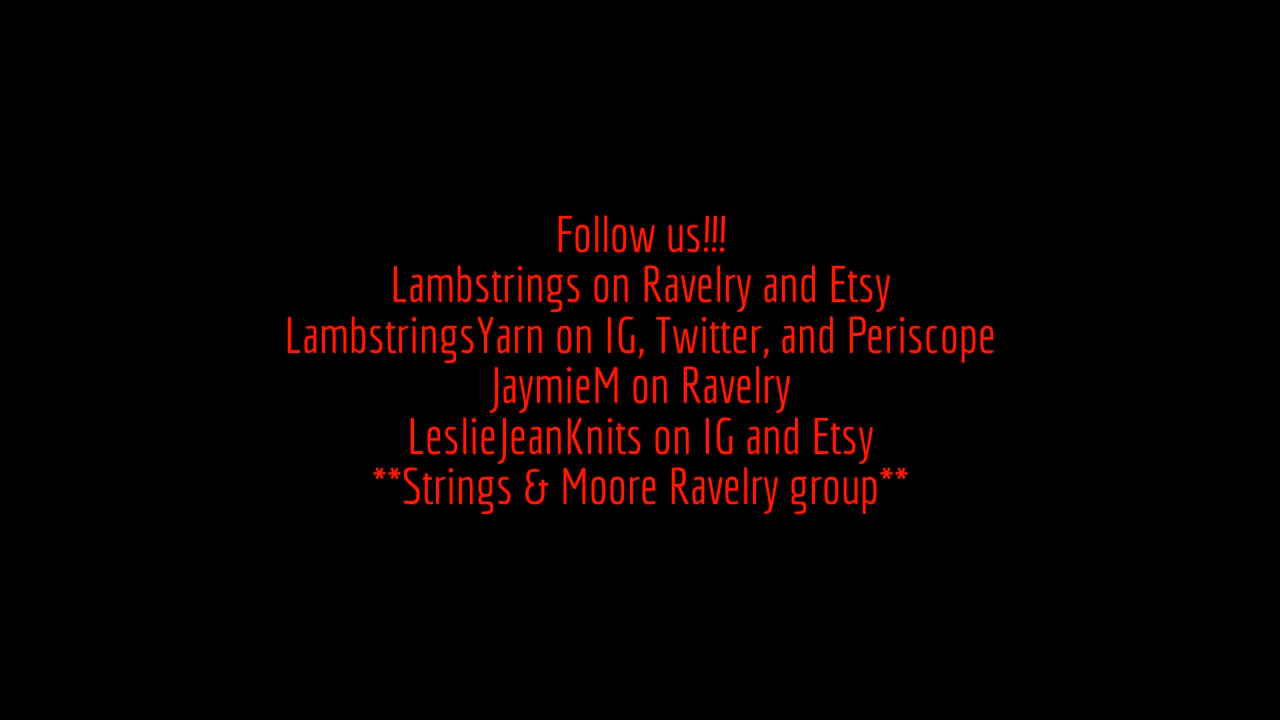 Follow us!!!
Lambstrings on Ravelry and Etsy
LambstringsYarn on IG, Twitter, and Periscope
JaymieM on Ravelry
LeslieJeanKnits on IG and Etsy
**Strings & Moore Ravelry group**